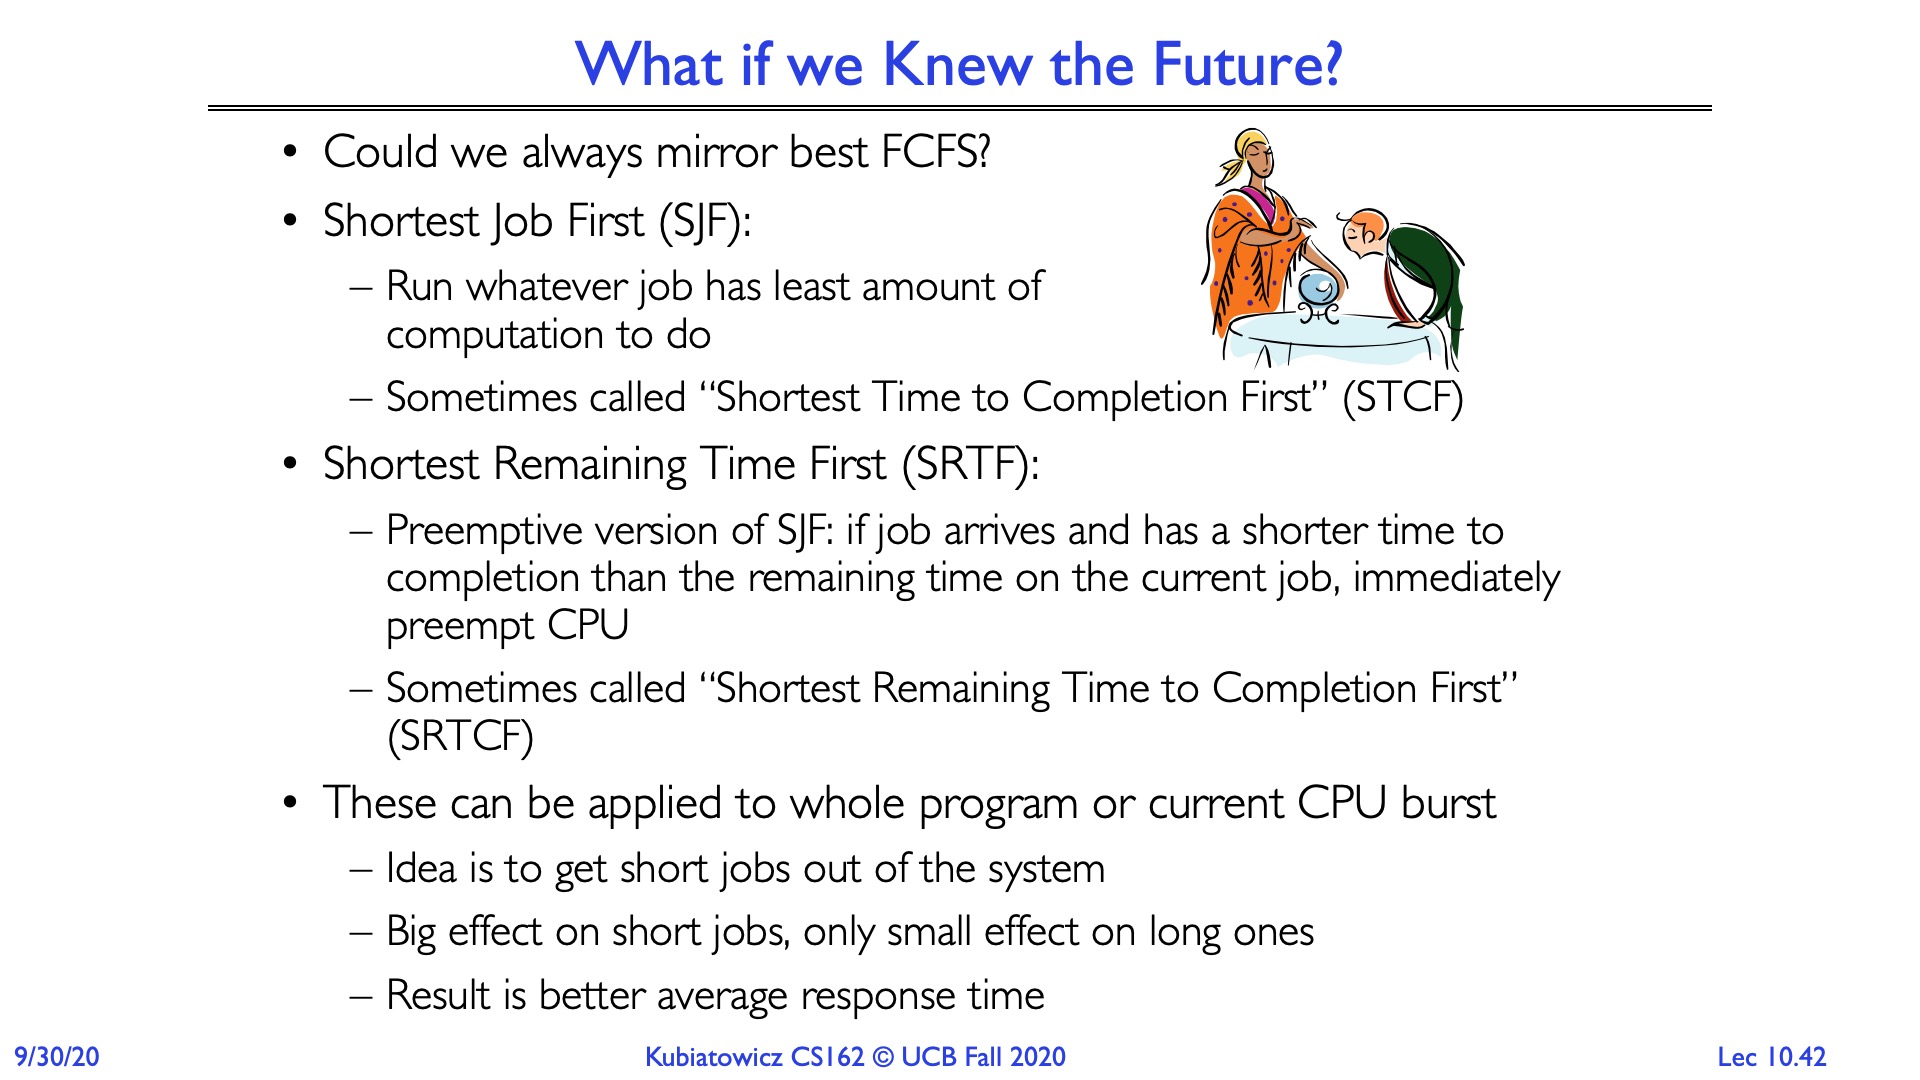 What if we Knew the Future?
• Could we always mirror best FCFS?
• Shortest Job First (SJF):
– Run whatever job has least amount of
computation to do
– Sometimes called “Shortest Time to Completion First” (STCF)
• Shortest Remaining Time First (SRTF):
– Preemptive version of SJF: if job arrives and has a shorter time to
completion than the remaining time on the current job, immediately
preempt CPU
– Sometimes called “Shortest Remaining Time to Completion First”
(SRTCF)
• These can be applied to whole program or current CPU burst
– Idea is to get short jobs out of the system
– Big effect on short jobs, only small effect on long ones
– Result is better average response time
9/30/20
Kubiatowicz CS162 © UCB Fall 2020
Lec 10.42